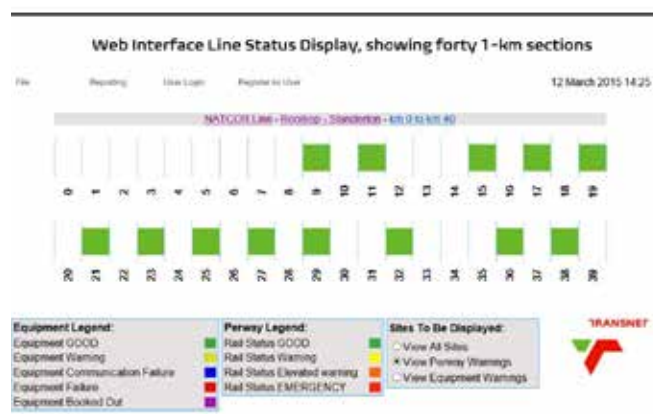 Web Interface Line Status Display, showing forty 1-km sections
File Reporting User Login Register as User 12 March 2015 14:25
NATCOR Line - Rooikop - Standerton - km 0 to km 40
0 1 2 3 4 5 6 7 8 9 10 11 12 13 14 15 16 17 18 19
20 21 22 23 24 25 26 27 28 29 30 31 32 33 34 35 36 37 38 39
Equipment Legend:
Equipment GOOD
Equipment Warning
Equipment Communication Failure
Equipment Failure
Equipment Booked Out
Perway Legend:
Rail Status GOOD
Rail Status Warning
Rail Status Elevated warning
Rail Status EMERGENCY
Sites To Be Displayed:
View All Sites
View Perway Warnings
View Equipment Warnings
TRANSNET